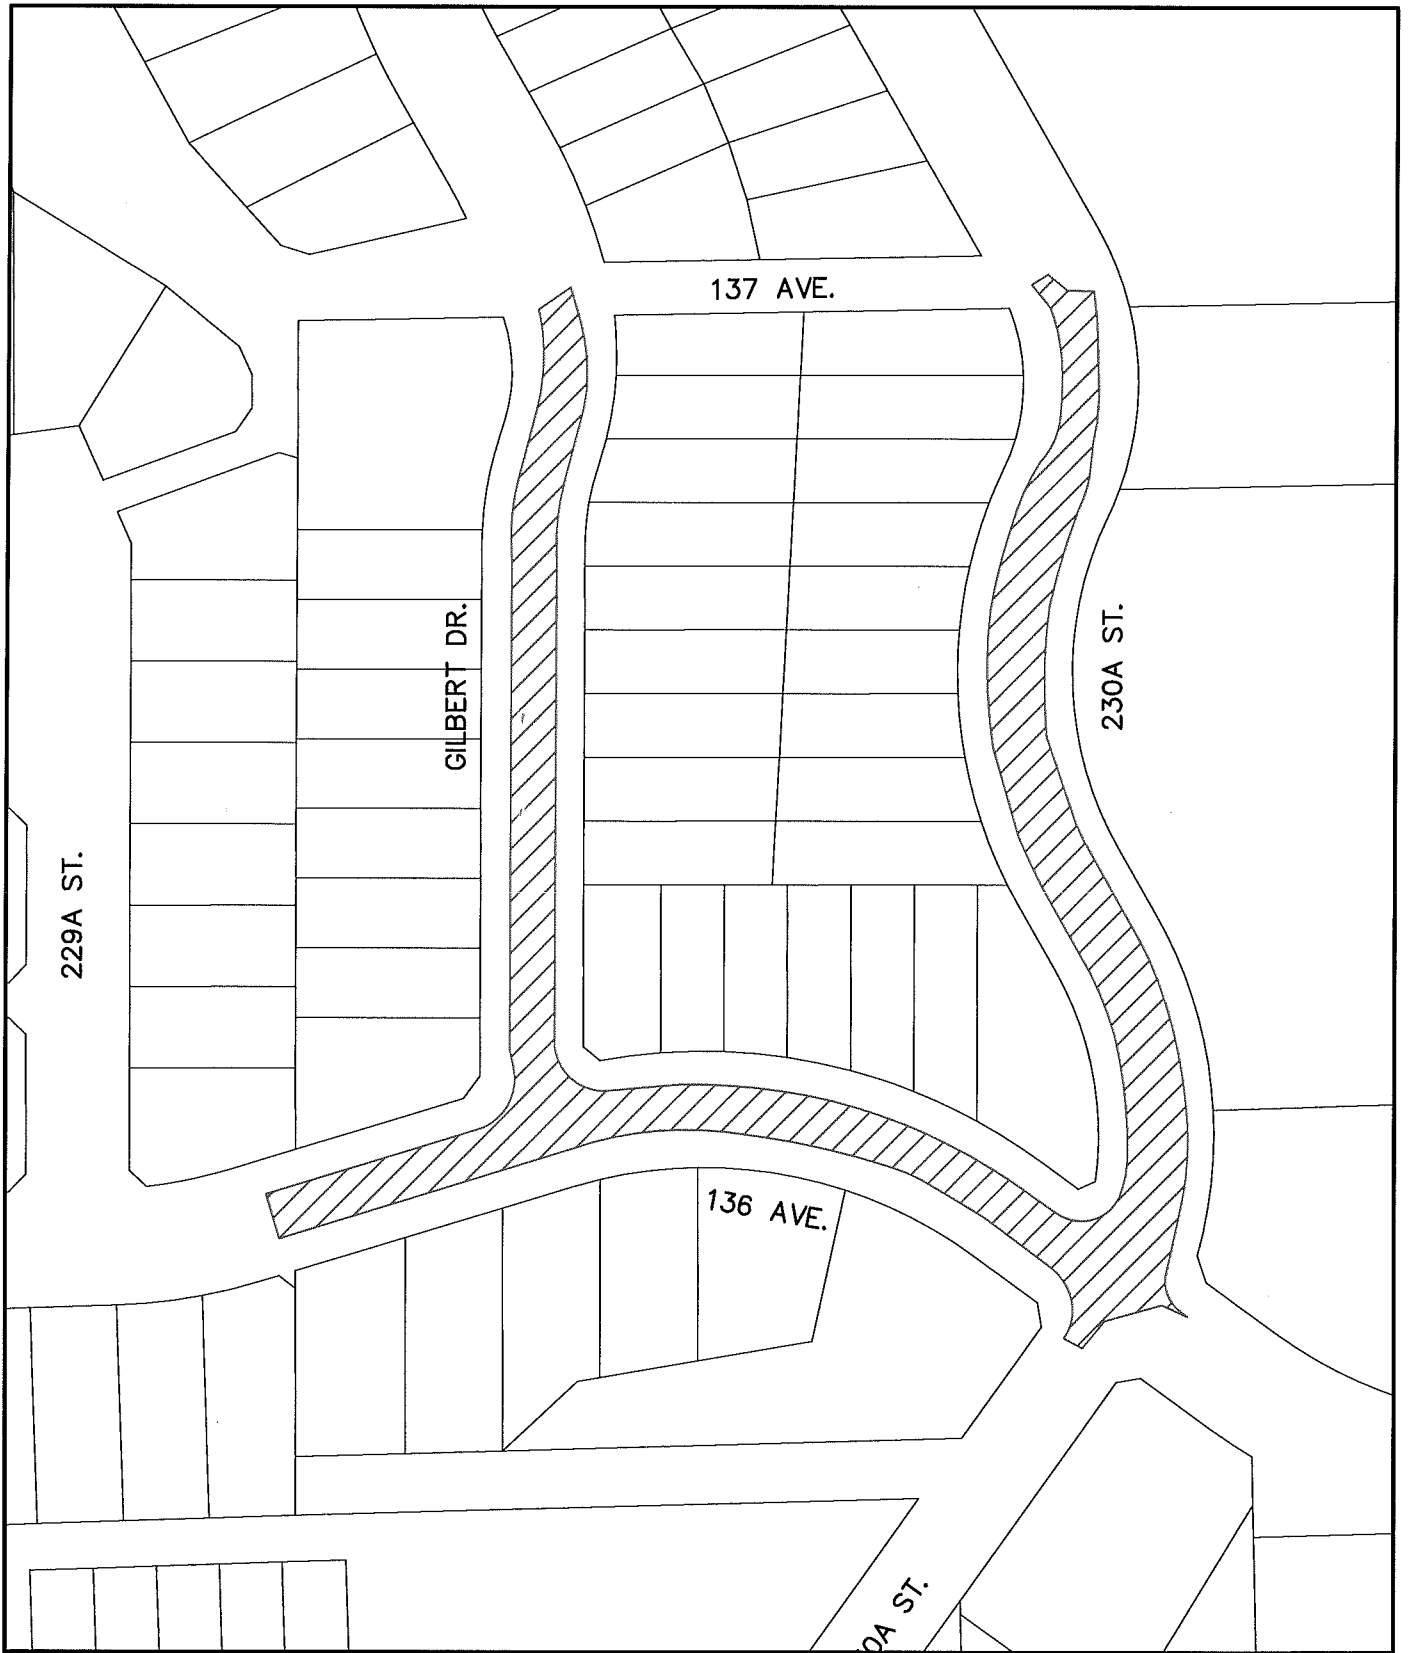 137 AVE.
GILBERT DR.
230A ST.
229A ST.
136 AVE.
0A ST.